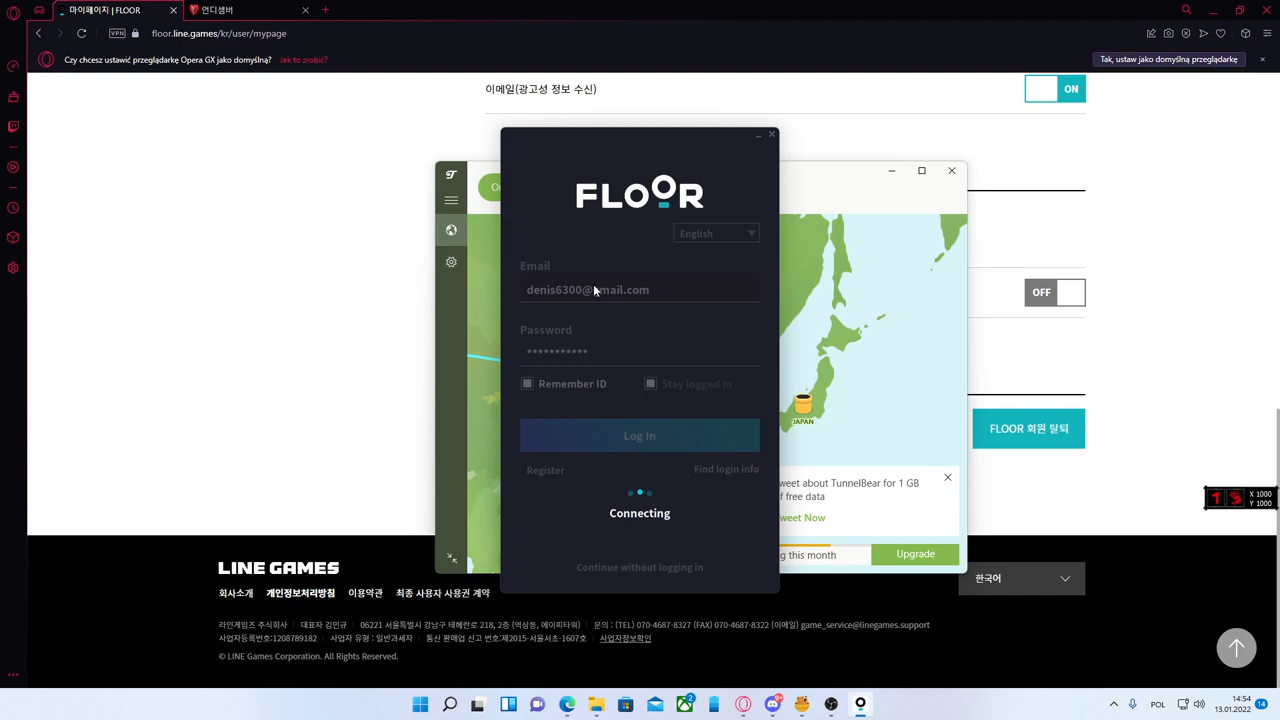 마이페이지 | FLOOR
언디셈버
VPN
floor.line.games/kr/user/mypage
Czy chcesz ustawić przeglądarkę Opera GX jako domyślną?
Jak to zrobić?
Tak, ustaw jako domyślną przeglądarkę
이메일(광고성 정보 수신)
ON
FLOOR
English
Email
denis6300@
mail.com
Password
***********
Remember ID
Stay logged in
Log In
Register
Find login info
Connecting
Continue without logging in
JAPAN
weet about TunnelBear for 1 GB
f free data
weet Now
g this month
Upgrade
OFF
FLOOR 회원 탈퇴
X 1000
Y 1000
LINE GAMES
회사소개
개인정보처리방침
이용약관
최종 사용자 사용권 계약
한국어
라인게임즈 주식회사
대표자 김민규
06221 서울특별시 강남구 테헤란로 218, 2층 (역삼동, 에이피타워)
문의 : (TEL) 070-4687-8327 (FAX) 070-4687-8322 (이메일) game_service@linegames.support
사업자등록번호:1208789182
사업자 유형 : 일반과세자
통신 판매업 신고 번호:제2015-서울서초-1607호
사업자정보확인
© LINE Games Corporation. All Rights Reserved.
2
9+
POL
14:54
13.01.2022
14